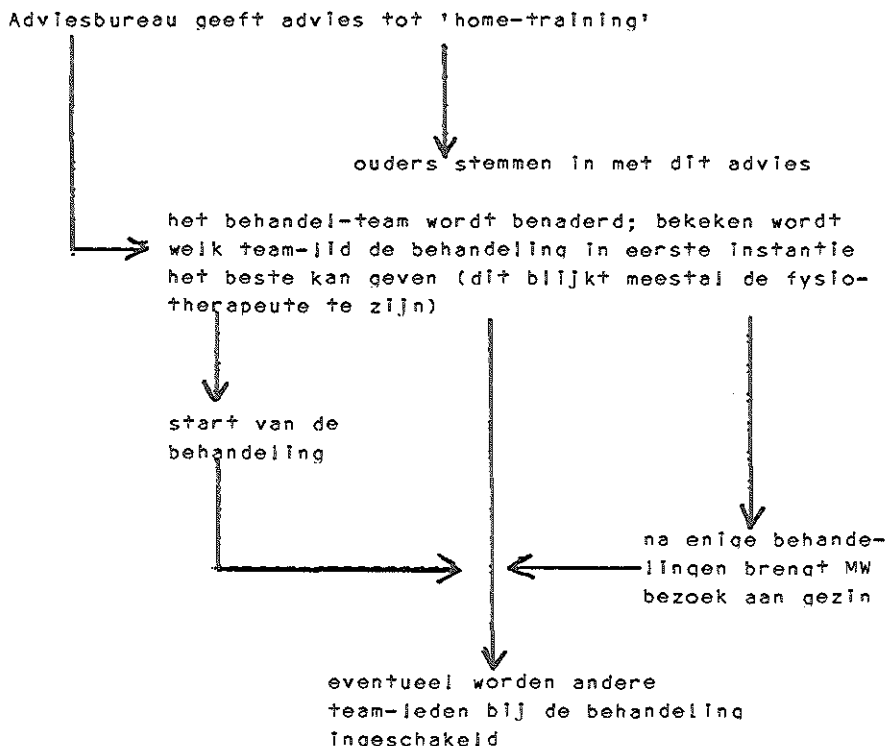 Adviesbureau geeft advies tot 'home-training'
ouders stemmen in met dit advies
het behandel-team wordt benaderd; bekeken wordt
welk team-lid de behandeling in eerste instantie
het beste kan geven (dit blijkt meestal de fysio-
therapeute te zijn)
start van de
behandeling
na enige behande-
lingen brengt MW
bezoek aan gezin
eventueel worden andere
team-leden bij de behandeling
ingeschakeld